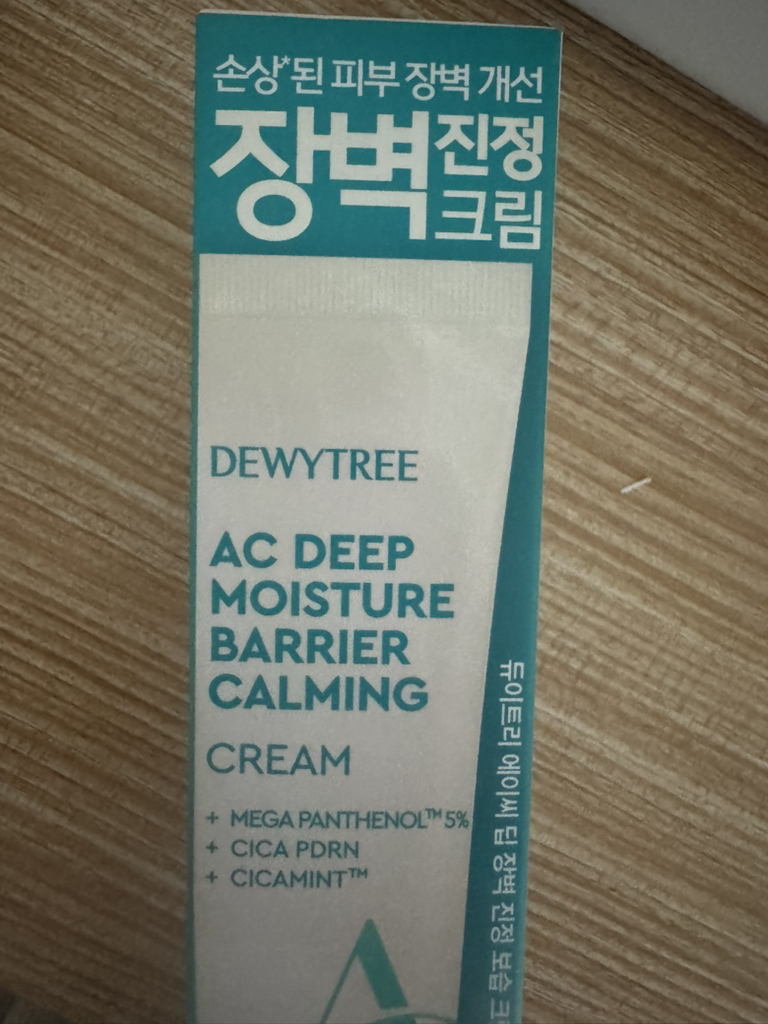 손상*된 피부 장벽 개선
장벽 진정 크림
DEWYTREE
AC DEEP
MOISTURE
BARRIER
CALMING
CREAM
+ MEGA PANTHENOL™ 5%
+ CICA PDRN
+ CICAMINT™
듀이트리 에이씨 딥 장벽 진정 보습